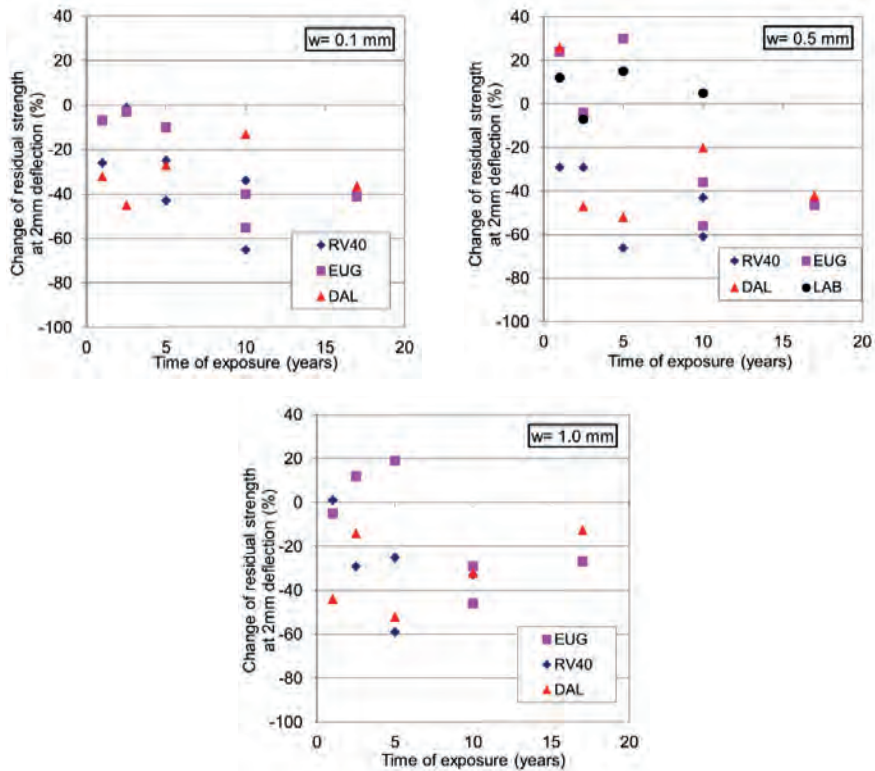 40
20
0
-20
-40
-60
-80
-100
Change of residual strength
at 2mm deflection (%)
w= 0.1 mm
RV40
EUG
DAL
0 5 10 15 20
Time of exposure (years)
40
20
0
-20
-40
-60
-80
-100
Change of residual strength
at 2mm deflection (%)
w= 0.5 mm
RV40 EUG
DAL LAB
0 5 10 15 20
Time of exposure (years)
40
20
0
-20
-40
-60
-80
-100
Change of residual strength
at 2mm deflection (%)
w= 1.0 mm
EUG
RV40
DAL
0 5 10 15 20
Time of exposure (years)